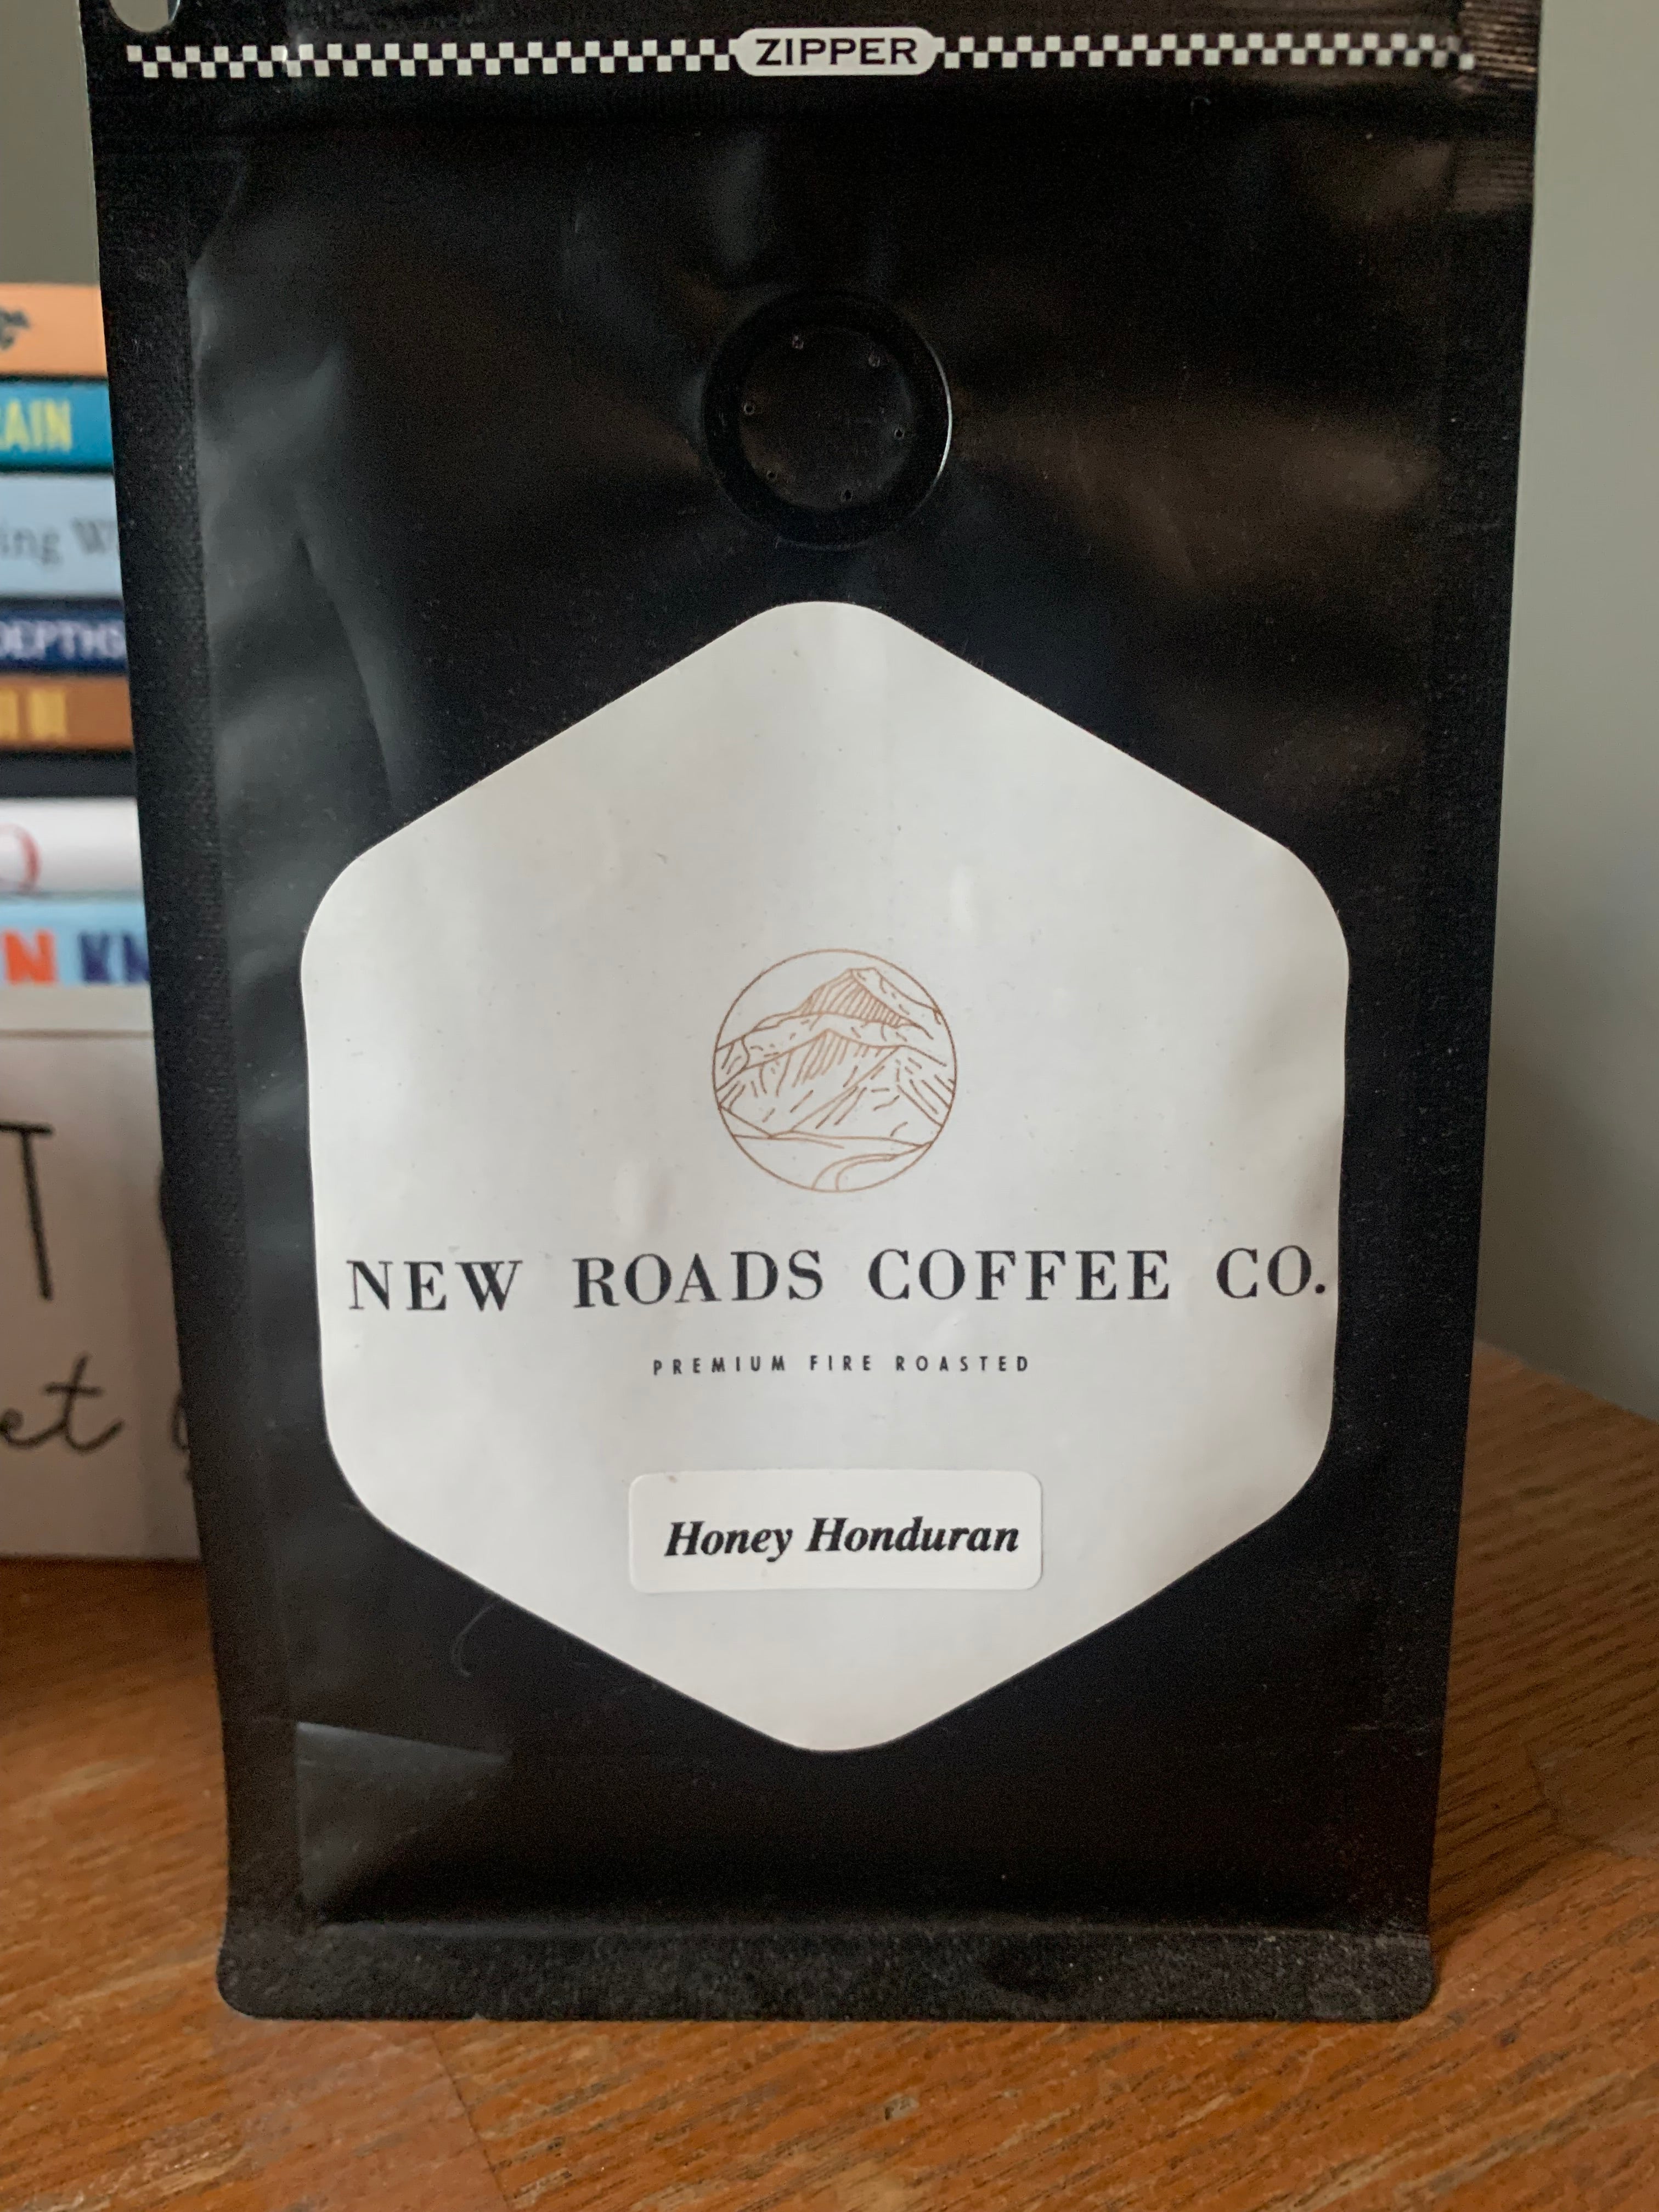 ZIPPER
NEW ROADS COFFEE CO.
PREMIUM FIRE ROASTED
Honey Honduran